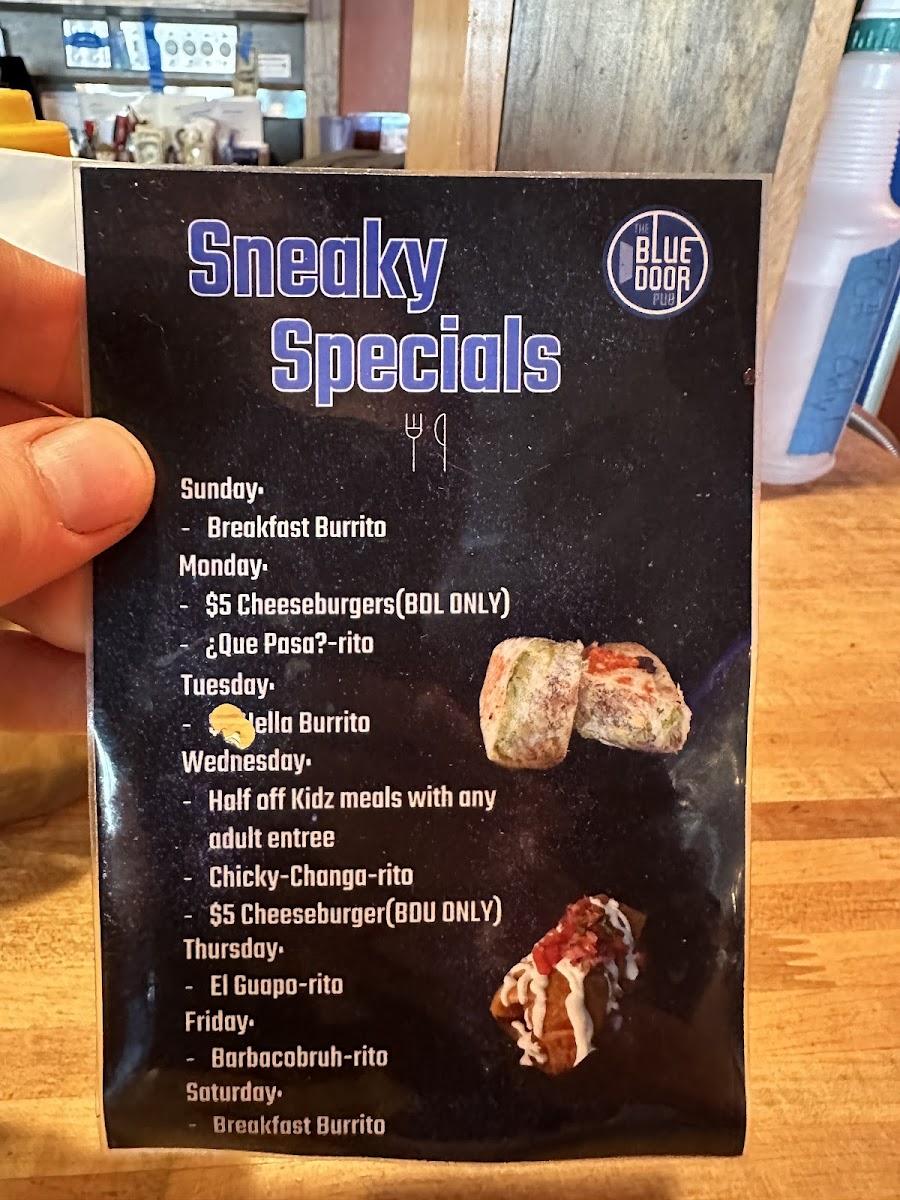 Sneaky
Specials
THE
BLUE
DOOR
PUB
Sunday:
- Breakfast Burrito
Monday:
- $5 Cheeseburgers(BDL ONLY)
- ¿Que Pasa?-rito
Tuesday:
- Burrito
Wednesday:
- Half off Kidz meals with any
adult entree
- Chicky-Changa-rito
- $5 Cheeseburger(BDU ONLY)
Thursday:
- El Guapo-rito
Friday:
- Barbacobruh-rito
Saturday:
- Breakfast Burrito